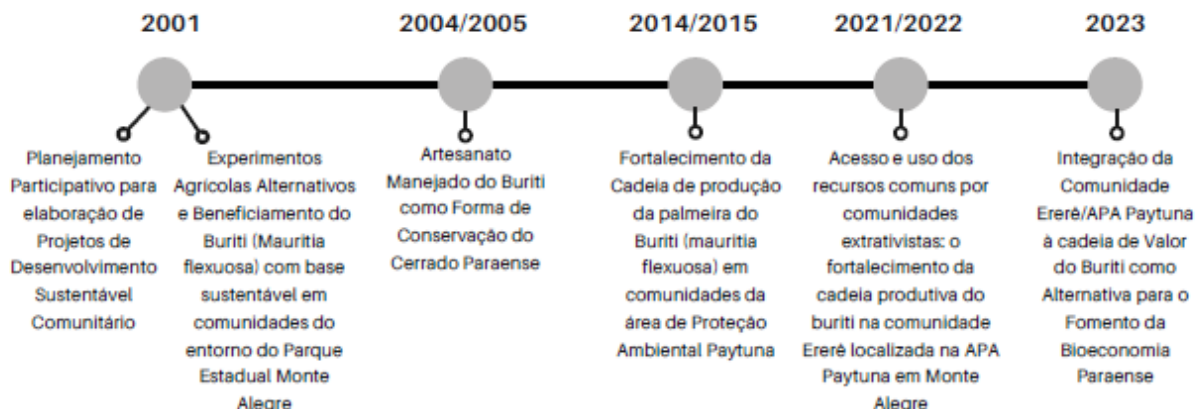 2001
Planejamento
Participativo para
elaboração de
Projetos de
Desenvolvimento
Sustentável
Comunitário
Experimentos
Agrícolas Alternativos
e Beneficiamento do
Buriti (Mauritia
flexuosa) com base
sustentável em
comunidades do
entorno do Parque
Estadual Monte
Alegre
2004/2005
Artesanato
Manejado do Buriti
como Forma de
Conservação do
Cerrado Paraense
2014/2015
Fortalecimento da
Cadeia de produção
da palmeira do
Buriti (mauritia
flexuosa) em
comunidades da
área de Proteção
Ambiental Paytuna
2021/2022
Acesso e uso dos
recursos comuns por
comunidades
extrativistas: o
fortalecimento da
cadeia produtiva do
buriti na comunidade
Ererê localizada na APA
Paytuna em Monte
Alegre
2023
Integração da
Comunidade
Ererê/APA Paytuna
à cadeia de Valor
do Buriti como
Alternativa para o
Fomento da
Bioeconomia
Paraense